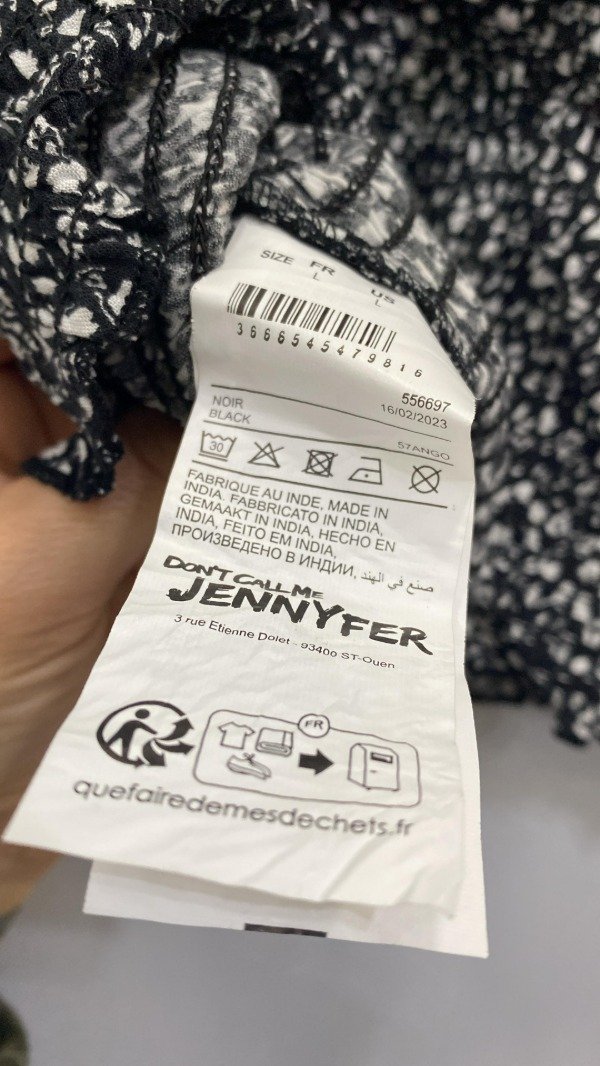 SIZE FR US
L L
3666545479816
556697
16/02/2023
NOIR
BLACK
57ANGO
30
FABRIQUE AU INDE, MADE IN
INDIA, FABBRICATO IN INDIA,
GEMAAKT IN INDIA, HECHO EN
INDIA, FEITO EM INDIA,
ПРОИЗВЕДЕНО В ИНДИИ, صنع في الهند
DON'T CALL ME
JENNYFER
3 rue Etienne Dolet - 93400 ST-Ouen
FR
quefairedemesdechets.fr